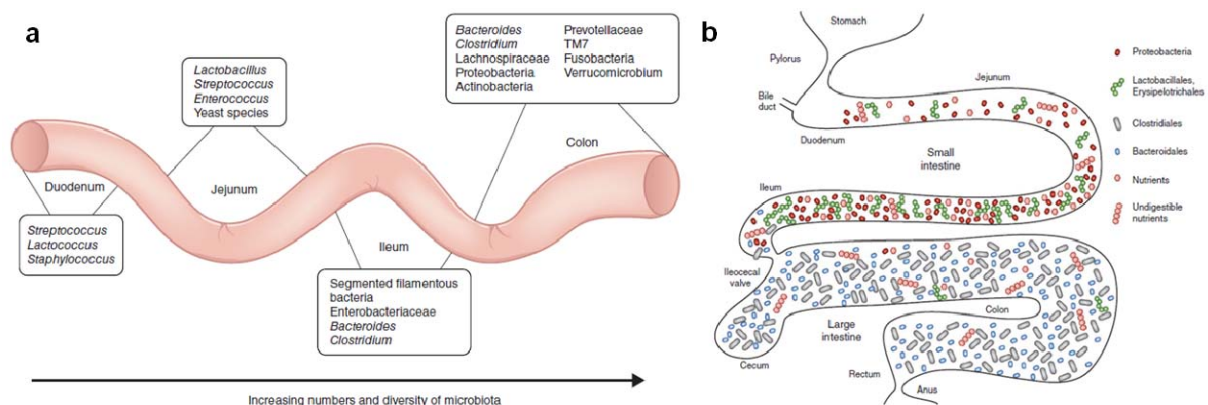 a
Lactobacillus
Streptococcus
Enterococcus
Yeast species
Bacteroides Prevotellaceae
Clostridium TM7
Lachnospiraceae Fusobacteria
Proteobacteria Verrucomicrobium
Actinobacteria
Colon
Duodenum
Jejunum
Streptococcus
Lactococcus
Staphylococcus
Ileum
Segmented filamentous
bacteria
Enterobacteriaceae
Bacteroides
Clostridium
Increasing numbers and diversity of microbiota
b
Stomach
Pylorus
Jejunum
Bile
duct
Duodenum
Small
intestine
Ileum
Ileocecal
valve
Colon
Large
intestine
Cecum
Rectum
Anus
Proteobacteria
Lactobacillales,
Erysipelotrichales
Clostridiales
Bacteroidales
Nutrients
Undigestible
nutrients